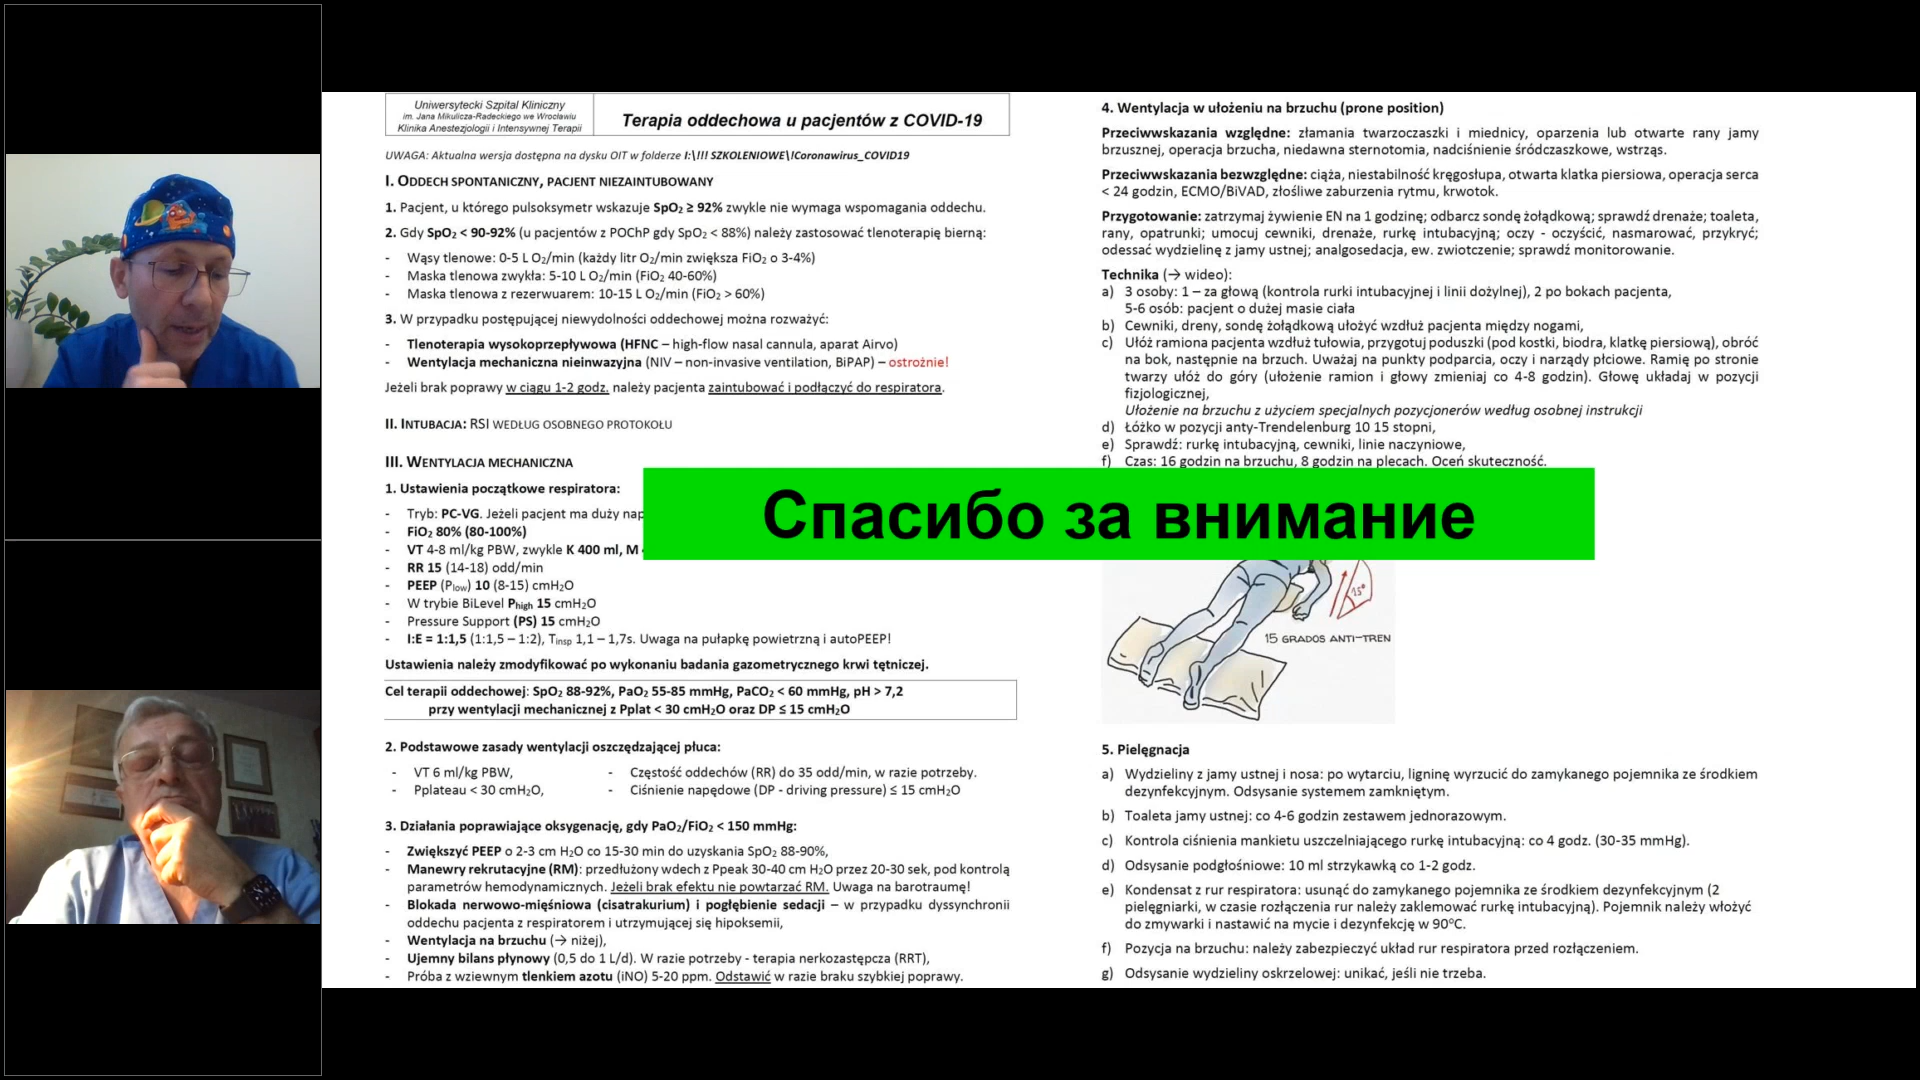 Uniwersytecki Szpital Kliniczny
im. Jana Mikulicza-Radeckiego we Wrocławiu
Klinika Anestezjologii i Intensywnej Terapii
Terapia oddechowa u pacjentów z COVID-19
UWAGA: Aktualna wersja dostępna na dysku OIT w folderze I:\!!! SZKOLENIOWE\!Coronawirus_COVID19
I. ODDECH SPONTANICZNY, PACJENT NIEZAINTUBOWANY
1. Pacjent, u którego pulsoksymetr wskazuje SpO₂ ≥ 92% zwykle nie wymaga wspomagania oddechu.
2. Gdy SpO₂ < 90-92% (u pacjentów z POChP gdy SpO₂ < 88%) należy zastosować tlenoterapię bierną:
- Wąsy tlenowe: 0-5 L O₂/min (każdy litr O₂/min zwiększa FiO₂ o 3-4%)
- Maska tlenowa zwykła: 5-10 L O₂/min (FiO₂ 40-60%)
- Maska tlenowa z rezerwuarem: 10-15 L O₂/min (FiO₂ > 60%)
3. W przypadku postępującej niewydolności oddechowej można rozważyć:
- Tlenoterapia wysokoprzepływowa (HFNC – high-flow nasal cannula, aparat Airvo)
- Wentylacja mechaniczna nieinwazyjna (NIV – non-invasive ventilation, BiPAP) – ostrożnie!
Jeżeli brak poprawy w ciągu 1-2 godz. należy pacjenta zaintubować i podłączyć do respiratora.
II. INTUBACJA: RSI WEDŁUG OSOBNEGO PROTOKOŁU
III. WENTYLACJA MECHANICZNA
1. Ustawienia początkowe respiratora:
- Tryb: PC-VG. Jeżeli pacjent ma duży nap
- FiO₂ 80% (80-100%)
- VT 4-8 ml/kg PBW, zwykle K 400 ml, M
- RR 15 (14-18) odd/min
- PEEP (Plow) 10 (8-15) cmH₂O
- W trybie BiLevel Phigh 15 cmH₂O
- Pressure Support (PS) 15 cmH₂O
- I:E = 1:1,5 (1:1,5 – 1:2), Tinsp 1,1 – 1,7s. Uwaga na pułapkę powietrzną i autoPEEP!
Ustawienia należy zmodyfikować po wykonaniu badania gazometrycznego krwi tętniczej.
Cel terapii oddechowej: SpO₂ 88-92%, PaO₂ 55-85 mmHg, PaCO₂ < 60 mmHg, pH > 7,2
przy wentylacji mechanicznej z Pplat < 30 cmH₂O oraz DP ≤ 15 cmH₂O
2. Podstawowe zasady wentylacji oszczędzającej płuca:
- VT 6 ml/kg PBW, - Częstość oddechów (RR) do 35 odd/min, w razie potrzeby.
- Pplateau < 30 cmH₂O, - Ciśnienie napędowe (DP - driving pressure) ≤ 15 cmH₂O
3. Działania poprawiające oksygenację, gdy PaO₂/FiO₂ < 150 mmHg:
- Zwiększyć PEEP o 2-3 cm H₂O co 15-30 min do uzyskania SpO₂ 88-90%,
- Manewry rekrutacyjne (RM): przedłużony wdech z Ppeak 30-40 cm H₂O przez 20-30 sek, pod kontrolą
parametrów hemodynamicznych. Jeżeli brak efektu nie powtarzać RM. Uwaga na barotraumę!
- Blokada nerwowo-mięśniowa (cisatrakurium) i pogłębienie sedacji – w przypadku dyssynchronii
oddechu pacjenta z respiratorem i utrzymującej się hipoksemii,
- Wentylacja na brzuchu (→ niżej),
- Ujemny bilans płynowy (0,5 do 1 L/d). W razie potrzeby - terapia nerkozastępcza (RRT),
- Próba z wziewnym tlenkiem azotu (iNO) 5-20 ppm. Odstawić w razie braku szybkiej poprawy.
4. Wentylacja w ułożeniu na brzuchu (prone position)
Przeciwwskazania względne: złamania twarzoczaszki i miednicy, oparzenia lub otwarte rany jamy
brzusznej, operacja brzucha, niedawna sternotomia, nadciśnienie śródczaszkowe, wstrząs.
Przeciwwskazania bezwzględne: ciąża, niestabilność kręgosłupa, otwarta klatka piersiowa, operacja serca
< 24 godzin, ECMO/BiVAD, złośliwe zaburzenia rytmu, krwotok.
Przygotowanie: zatrzymaj żywienie EN na 1 godzinę; odbarcz sondę żołądkową; sprawdź drenaże; toaleta,
rany, opatrunki; umocuj cewniki, drenaże, rurkę intubacyjną; oczy - oczyścić, nasmarować, przykryć;
odessać wydzielinę z jamy ustnej; analgosedacja, ew. zwiotczenie; sprawdź monitorowanie.
Technika (→ wideo):
a) 3 osoby: 1 – za głową (kontrola rurki intubacyjnej i linii dożylnej), 2 po bokach pacjenta,
5-6 osób: pacjent o dużej masie ciała
b) Cewniki, dreny, sondę żołądkową ułożyć wzdłuż pacjenta między nogami,
c) Ułóż ramiona pacjenta wzdłuż tułowia, przygotuj poduszki (pod kostki, biodra, klatkę piersiową), obróć
na bok, następnie na brzuch. Uważaj na punkty podparcia, oczy i narządy płciowe. Ramię po stronie
twarzy ułóż do góry (ułożenie ramion i głowy zmieniaj co 4-8 godzin). Głowę układaj w pozycji
fizjologicznej,
Ułożenie na brzuchu z użyciem specjalnych pozycjonerów według osobnej instrukcji
d) Łóżko w pozycji anty-Trendelenburg 10 15 stopni,
e) Sprawdź: rurkę intubacyjną, cewniki, linie naczyniowe,
f) Czas: 16 godzin na brzuchu, 8 godzin na plecach. Oceń skuteczność.
Спасибо за внимание
15°
15 GRADOS ANTI-TREN
5. Pielęgnacja
a) Wydzieliny z jamy ustnej i nosa: po wytarciu, ligninę wyrzucić do zamykanego pojemnika ze środkiem
dezynfekcyjnym. Odsysanie systemem zamkniętym.
b) Toaleta jamy ustnej: co 4-6 godzin zestawem jednorazowym.
c) Kontrola ciśnienia mankietu uszczelniającego rurkę intubacyjną: co 4 godz. (30-35 mmHg).
d) Odsysanie podgłośniowe: 10 ml strzykawką co 1-2 godz.
e) Kondensat z rur respiratora: usunąć do zamykanego pojemnika ze środkiem dezynfekcyjnym (2
pielęgniarki, w czasie rozłączenia rur należy zaklemować rurkę intubacyjną). Pojemnik należy włożyć
do zmywarki i nastawić na mycie i dezynfekcję w 90°C.
f) Pozycja na brzuchu: należy zabezpieczyć układ rur respiratora przed rozłączeniem.
g) Odsysanie wydzieliny oskrzelowej: unikać, jeśli nie trzeba.